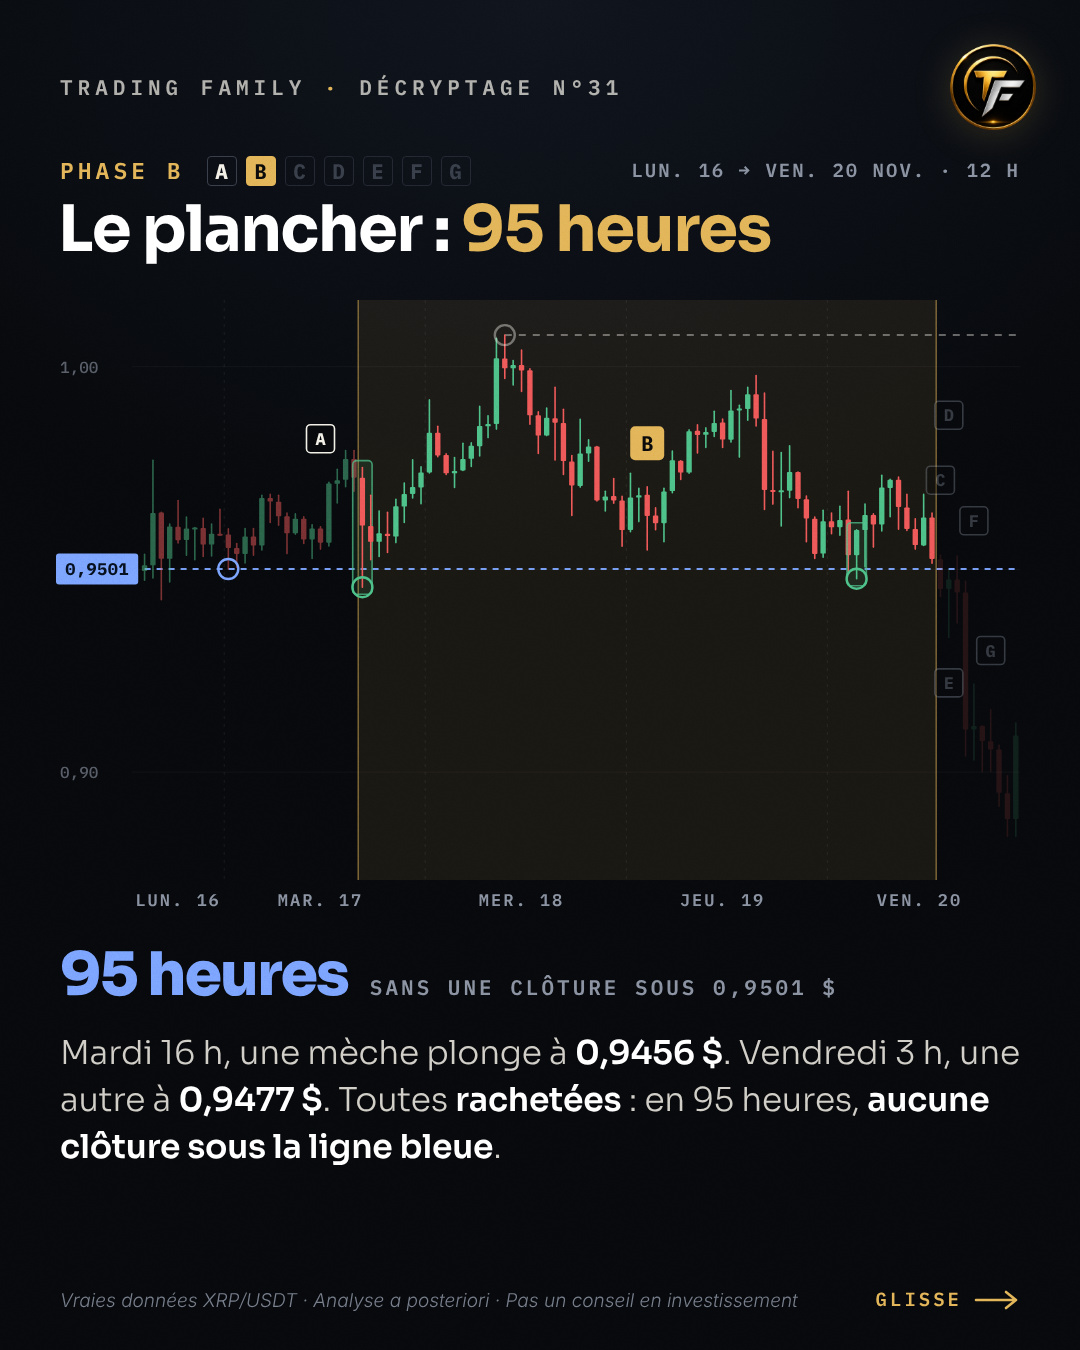 TRADING FAMILY · DÉCRYPTAGE N°31
TF
PHASE B A B C D E F G
LUN. 16 → VEN. 20 NOV. · 12 H
Le plancher : 95 heures
1,00
A
B
D
C
F
0,9501
G
E
0,90
LUN. 16 MAR. 17 MER. 18 JEU. 19 VEN. 20
95 heures SANS UNE CLÔTURE SOUS 0,9501 $
Mardi 16 h, une mèche plonge à 0,9456 $. Vendredi 3 h, une
autre à 0,9477 $. Toutes rachetées : en 95 heures, aucune
clôture sous la ligne bleue.
Vraies données XRP/USDT · Analyse a posteriori · Pas un conseil en investissement
GLISSE →